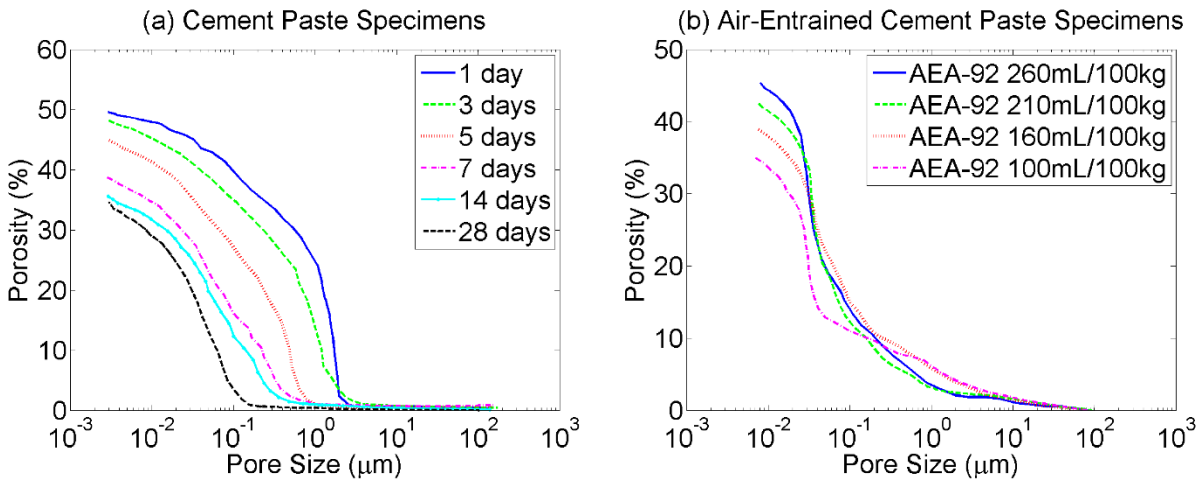 (a) Cement Paste Specimens
60
50
40
30
20
10
0
Porosity (%)
10-3
10-2
10-1
100
101
102
103
Pore Size (μm)
1 day
3 days
5 days
7 days
14 days
28 days
(b) Air-Entrained Cement Paste Specimens
50
40
30
20
10
0
Porosity (%)
10-3
10-2
10-1
100
101
102
103
Pore Size (μm)
AEA-92 260mL/100kg
AEA-92 210mL/100kg
AEA-92 160mL/100kg
AEA-92 100mL/100kg